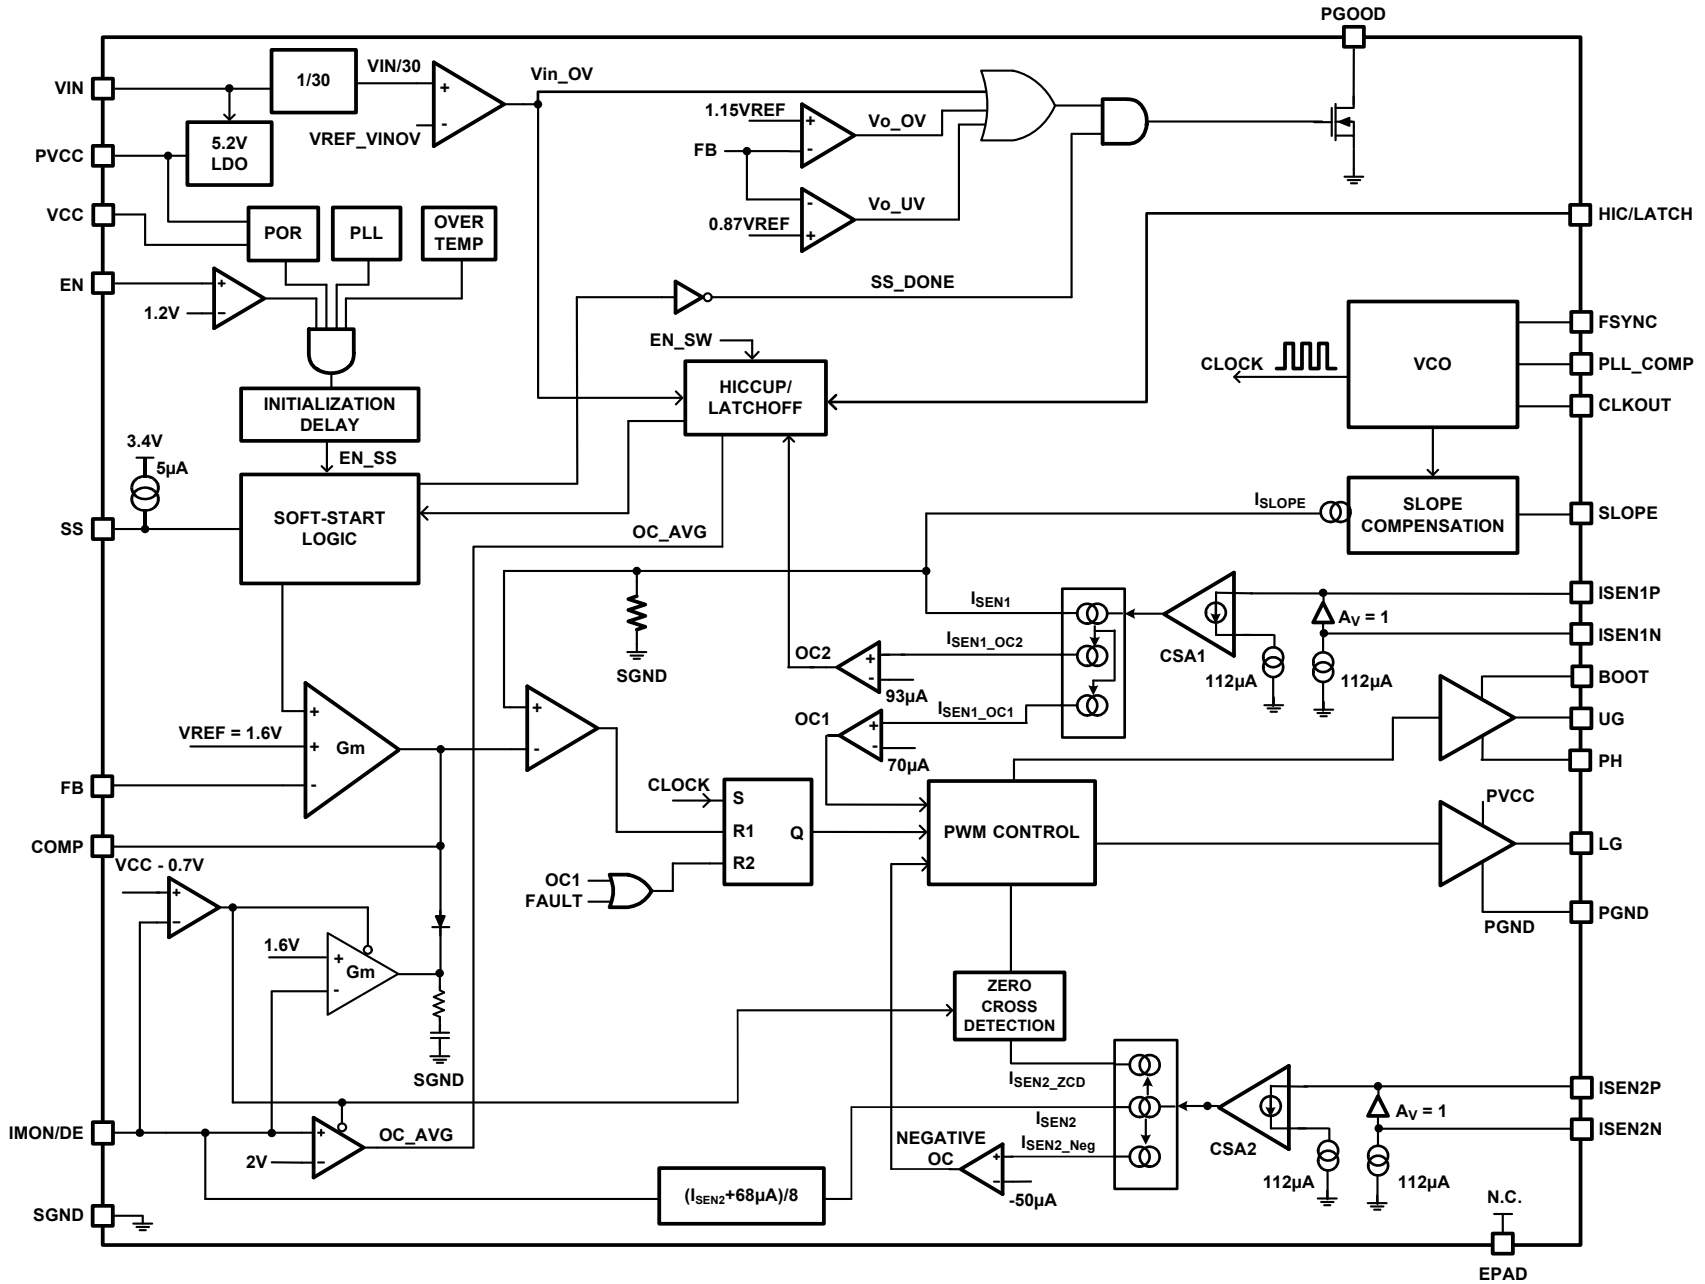 PGOOD
VIN
1/30
VIN/30
+
-
VREF_VINOV
Vin_OV
1.15VREF
+
-
FB
Vo_OV
-
0.87VREF
+
Vo_UV
PVCC
5.2V
LDO
VCC
POR
PLL
OVER
TEMP
HIC/LATCH
EN
+
1.2V
-
SS_DONE
EN_SW
HICCUP/
LATCHOFF
INITIALIZATION
DELAY
EN_SS
CLOCK
VCO
FSYNC
PLL_COMP
CLKOUT
3.4V
5µA
SS
SOFT-START
LOGIC
OC_AVG
ISLOPE
SLOPE
COMPENSATION
SLOPE
SGND
ISEN1
ISEN1_OC2
OC2
+
-
93µA
ISEN1_OC1
OC1
+
-
70µA
CSA1
112µA
AV = 1
112µA
ISEN1P
ISEN1N
BOOT
UG
PH
+
VREF = 1.6V
+
Gm
FB
-
+
-
CLOCK
S
R1
R2
Q
OC1
FAULT
PWM CONTROL
PVCC
LG
PGND
PGND
COMP
VCC - 0.7V
+
-
1.6V
+
Gm
-
SGND
ZERO
CROSS
DETECTION
ISEN2_ZCD
ISEN2
ISEN2_Neg
NEGATIVE
OC
+
-
-50µA
CSA2
112µA
AV = 1
112µA
ISEN2P
ISEN2N
IMON/DE
+
2V
-
OC_AVG
(ISEN2+68µA)/8
SGND
N.C.
EPAD